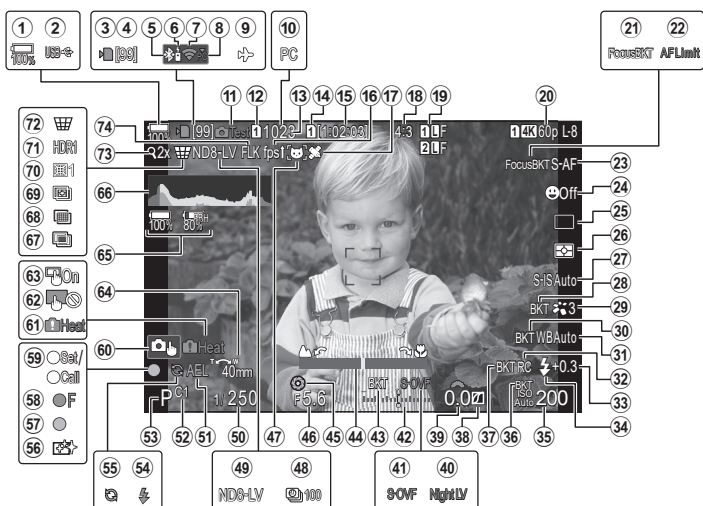 1 2 3 4 5 6 7 8 9 10 21 22
100% [99] PC FocusBKT AFLimit
11 12 13 14 15 16 17 18 19 20
100% [99] Test 1 1023 1 [1:02:03] 4:3 1 L F 1 4K 60p L-8
2 L F
72 74
71 HDR1 73 2x ND8-LV FLK fps FocusBKT S-AF 23
70 1
69 66 Off 24
68 25
67 100% 80% 65 26
63 On 64 S-IS Auto 27
62 BKT 3 28
61 Heat 29
60 Heat T W 40mm BKT WBAuto 30
59 Set/ 31
Call BKT BKT RC +0.3 32
58 F AEL S-OVF 33
57 P C1 1/ 250 F5.6 0.0 BKT ISO Auto 200 34
56 53 52 51 50 47 46 45 44 43 42 39 38 37 36 35
55 54 49 48 41 40
ND8-LV 100 S-OVF Night LV